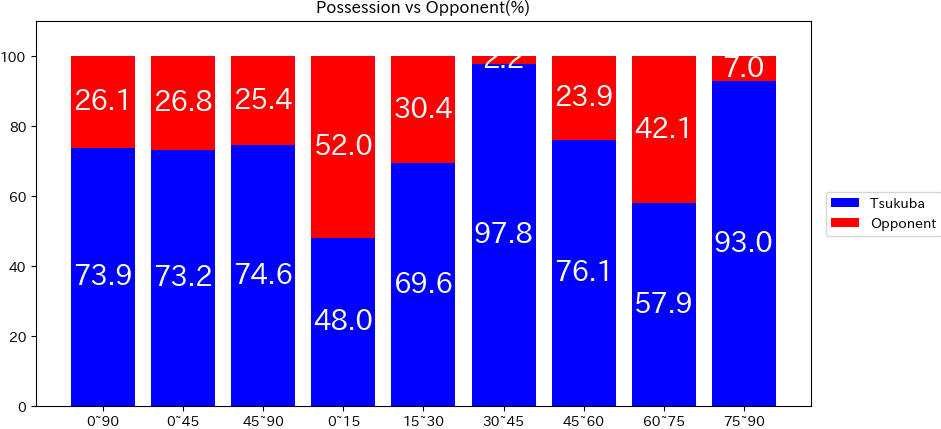 Possession vs Opponent(%)
100
80
60
40
20
0
26.1 26.8 25.4 52.0 30.4 2.2 23.9 42.1 7.0
73.9 73.2 74.6 48.0 69.6 97.8 76.1 57.9 93.0
0~90 0~45 45~90 0~15 15~30 30~45 45~60 60~75 75~90
Tsukuba
Opponent